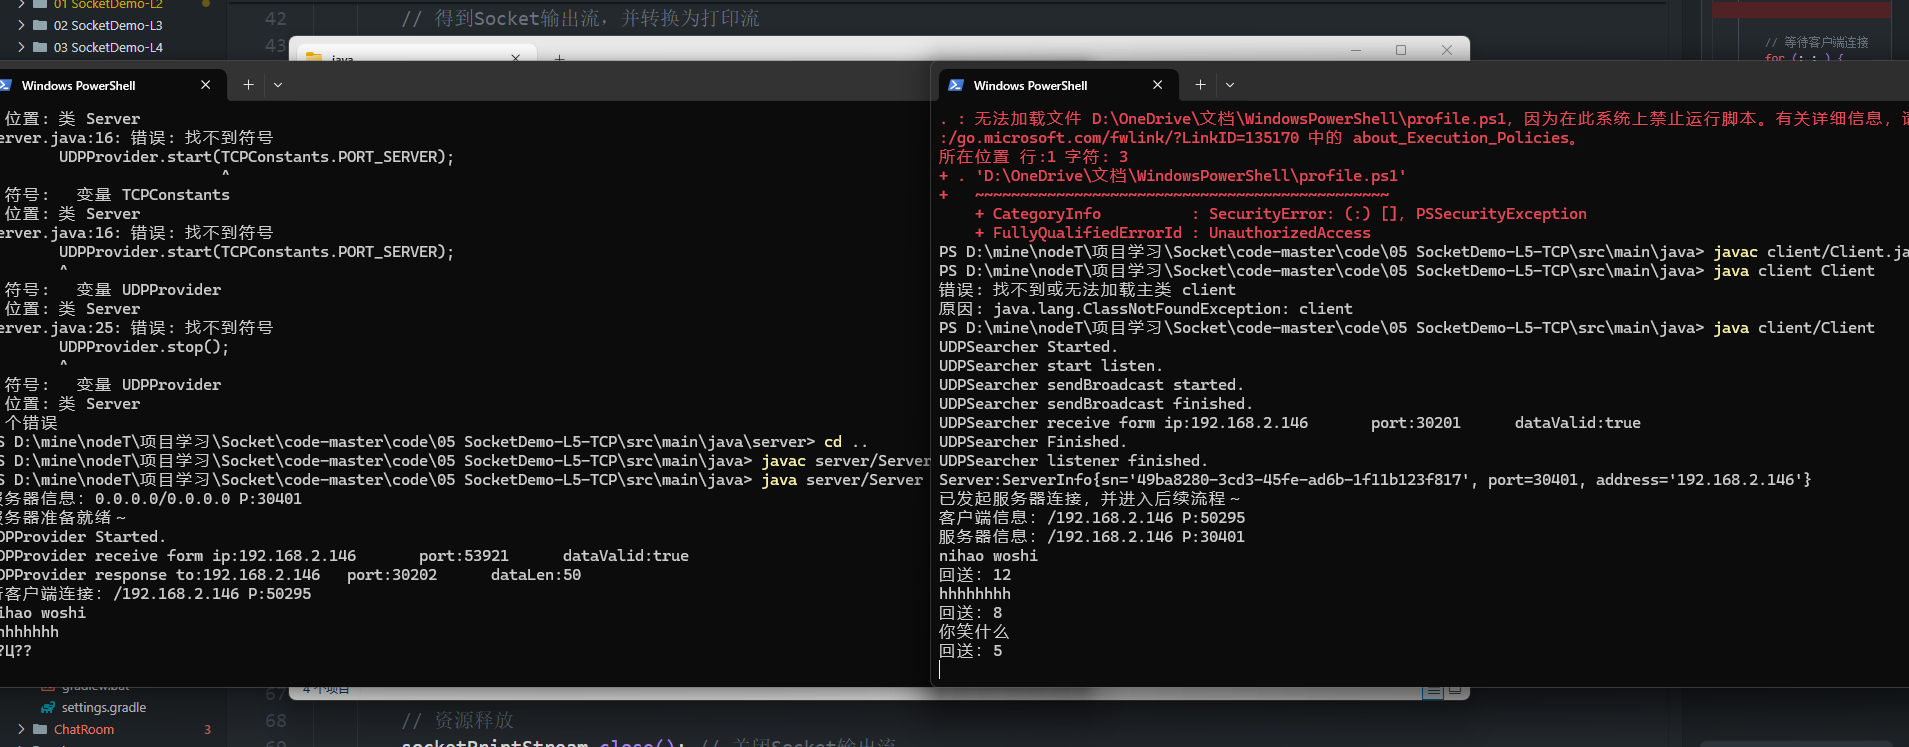 01 SocketDemo-L2
02 SocketDemo-L3
03 SocketDemo-L4
42 // 得到Socket输出流，并转换为打印流
43
java
// 等待客户端连接
for (;;) {
Windows PowerShell
位置: 类 Server
erver.java:16: 错误: 找不到符号
UDPProvider.start(TCPConstants.PORT_SERVER);
^
符号:   变量 TCPConstants
位置: 类 Server
erver.java:16: 错误: 找不到符号
UDPProvider.start(TCPConstants.PORT_SERVER);
^
符号:   变量 UDPProvider
位置: 类 Server
erver.java:25: 错误: 找不到符号
UDPProvider.stop();
^
符号:   变量 UDPProvider
位置: 类 Server
个错误
S D:\mine\nodeT\项目学习\Socket\code-master\code\05 SocketDemo-L5-TCP\src\main\java\server> cd ..
S D:\mine\nodeT\项目学习\Socket\code-master\code\05 SocketDemo-L5-TCP\src\main\java> javac server/Server
S D:\mine\nodeT\项目学习\Socket\code-master\code\05 SocketDemo-L5-TCP\src\main\java> java server/Server
服务器信息: 0.0.0.0/0.0.0.0 P:30401
服务器准备就绪～
DPProvider Started.
DPProvider receive form ip:192.168.2.146 port:53921 dataValid:true
DPProvider response to:192.168.2.146 port:30202 dataLen:50
新客户端连接: /192.168.2.146 P:50295
ihao woshi
hhhhhhh
?Ц??
Windows PowerShell
. : 无法加载文件 D:\OneDrive\文档\WindowsPowerShell\profile.ps1，因为在此系统上禁止运行脚本。有关详细信息，请
:/go.microsoft.com/fwlink/?LinkID=135170 中的 about_Execution_Policies。
所在位置 行:1 字符: 3
+ . 'D:\OneDrive\文档\WindowsPowerShell\profile.ps1'
+   ~~~~~~~~~~~~~~~~~~~~~~~~~~~~~~~~~~~~~~~~~~~~~~
+ CategoryInfo          : SecurityError: (:) [], PSSecurityException
+ FullyQualifiedErrorId : UnauthorizedAccess
PS D:\mine\nodeT\项目学习\Socket\code-master\code\05 SocketDemo-L5-TCP\src\main\java> javac client/Client.ja
PS D:\mine\nodeT\项目学习\Socket\code-master\code\05 SocketDemo-L5-TCP\src\main\java> java client Client
错误: 找不到或无法加载主类 client
原因: java.lang.ClassNotFoundException: client
PS D:\mine\nodeT\项目学习\Socket\code-master\code\05 SocketDemo-L5-TCP\src\main\java> java client/Client
UDPSearcher Started.
UDPSearcher start listen.
UDPSearcher sendBroadcast started.
UDPSearcher sendBroadcast finished.
UDPSearcher receive form ip:192.168.2.146 port:30201 dataValid:true
UDPSearcher Finished.
UDPSearcher listener finished.
Server:ServerInfo{sn='49ba8280-3cd3-45fe-ad6b-1f11b123f817', port=30401, address='192.168.2.146'}
已发起服务器连接，并进入后续流程～
客户端信息: /192.168.2.146 P:50295
服务器信息: /192.168.2.146 P:30401
nihao woshi
回送: 12
hhhhhhhh
回送: 8
你笑什么
回送: 5
gradlew.bat
settings.gradle
ChatRoom 3
67
4 个项目
68 // 资源释放
69 socketPrintStream.close(); // 关闭Socket输出流